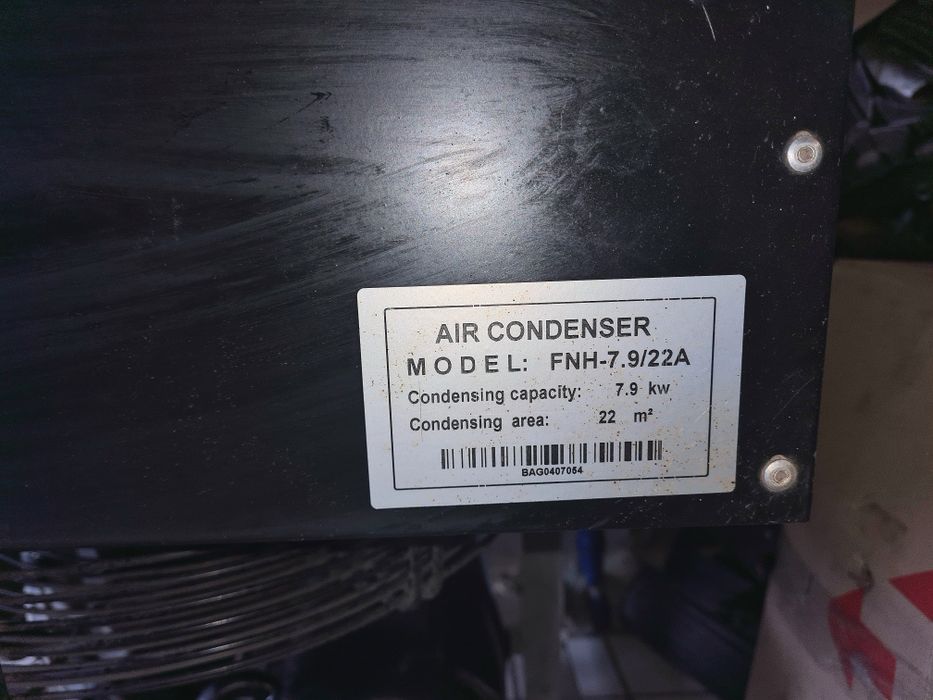 AIR CONDENSER
MODEL: FNH-7.9/22A
Condensing capacity: 7.9 kw
Condensing area: 22 m²
BAG0407054